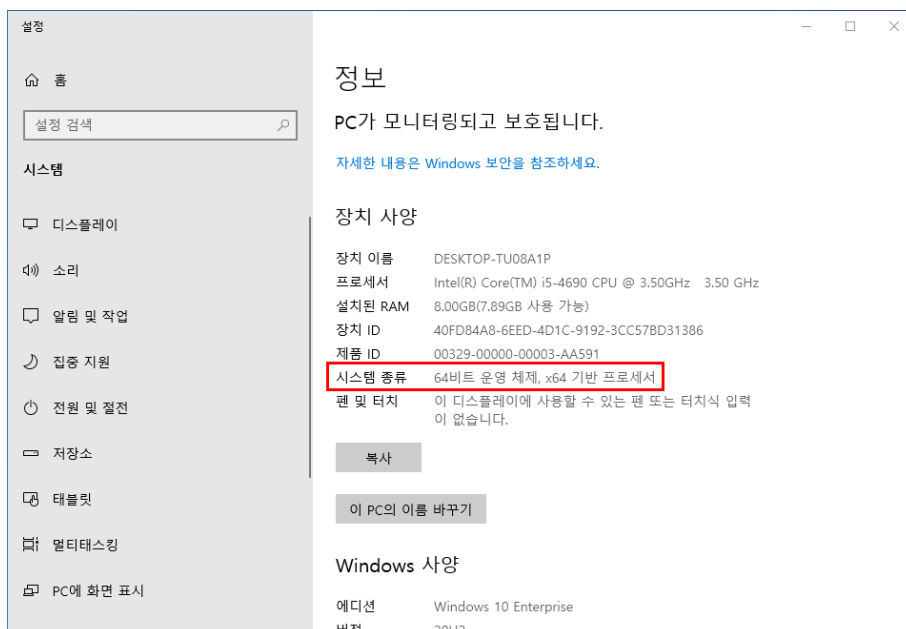 설정
홈
설정 검색
시스템
디스플레이
소리
알림 및 작업
집중 지원
전원 및 절전
저장소
태블릿
멀티태스킹
PC에 화면 표시
정보
PC가 모니터링되고 보호됩니다.
자세한 내용은 Windows 보안을 참조하세요.
장치 사양
장치 이름 DESKTOP-TU08A1P
프로세서 Intel(R) Core(TM) i5-4690 CPU @ 3.50GHz 3.50 GHz
설치된 RAM 8.00GB(7.89GB 사용 가능)
장치 ID 40FD84A8-6EED-4D1C-9192-3CC57BD31386
제품 ID 00329-00000-00003-AA591
시스템 종류 64비트 운영 체제, x64 기반 프로세서
펜 및 터치 이 디스플레이에 사용할 수 있는 펜 또는 터치식 입력
이 없습니다.
복사
이 PC의 이름 바꾸기
Windows 사양
에디션 Windows 10 Enterprise